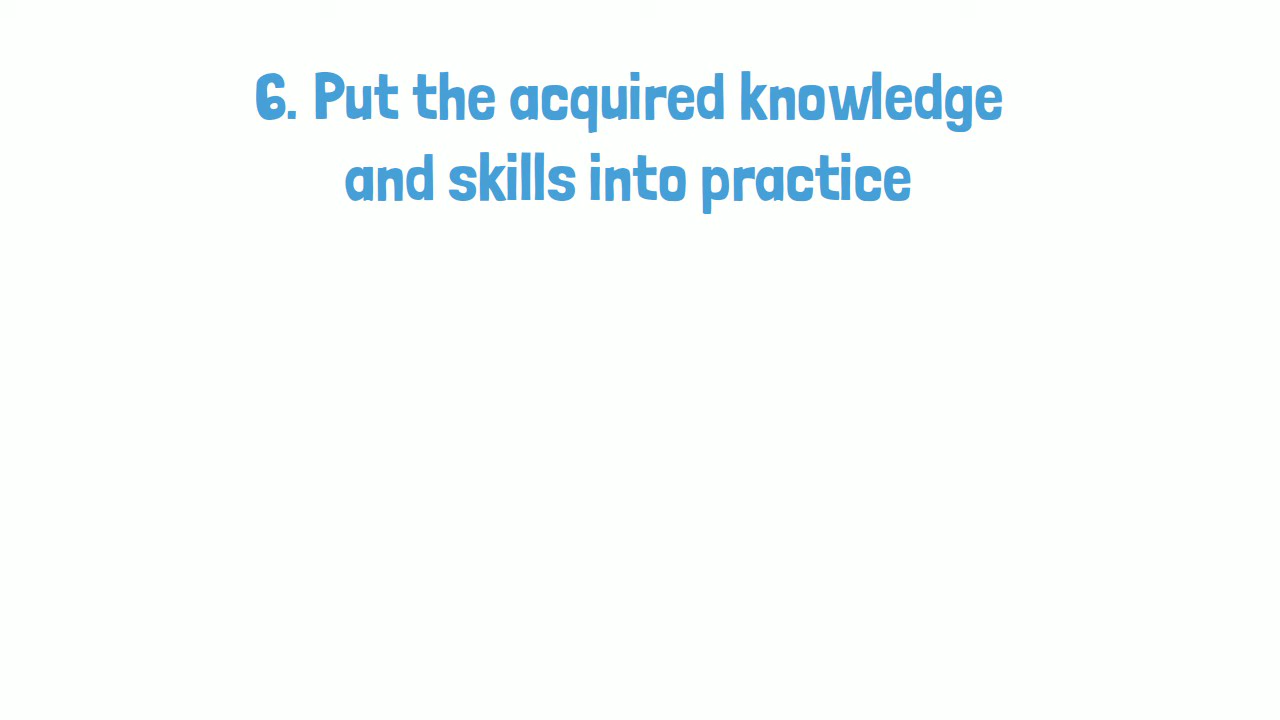 6. Put the acquired knowledge
and skills into practice